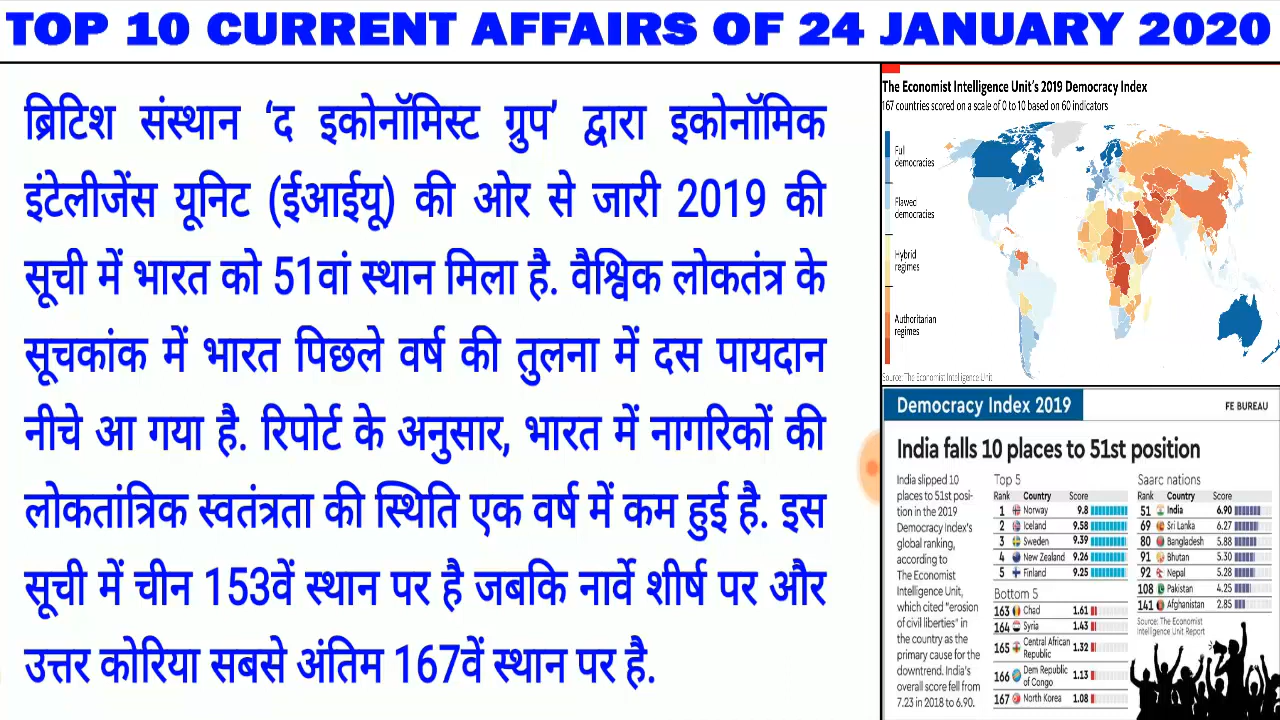 TOP 10 CURRENT AFFAIRS OF 24 JANUARY 2020
ब्रिटिश संस्थान ‘द इकोनॉमिस्ट ग्रुप’ द्वारा इकोनॉमिक
इंटेलीजेंस यूनिट (ईआईयू) की ओर से जारी 2019 की
सूची में भारत को 51वां स्थान मिला है. वैश्विक लोकतंत्र के
सूचकांक में भारत पिछले वर्ष की तुलना में दस पायदान
नीचे आ गया है. रिपोर्ट के अनुसार, भारत में नागरिकों की
लोकतांत्रिक स्वतंत्रता की स्थिति एक वर्ष में कम हुई है. इस
सूची में चीन 153वें स्थान पर है जबकि नार्वे शीर्ष पर और
उत्तर कोरिया सबसे अंतिम 167वें स्थान पर है.
The Economist Intelligence Unit's 2019 Democracy Index
167 countries scored on a scale of 0 to 10 based on 60 indicators
Full
democracies
Flawed
democracies
Hybrid
regimes
Authoritarian
regimes
Source: The Economist Intelligence Unit
Democracy Index 2019
FE BUREAU
India falls 10 places to 51st position
India slipped 10
places to 51st posi-
tion in the 2019
Democracy Index's
global ranking,
according to
The Economist
Intelligence Unit,
which cited "erosion
of civil liberties" in
the country as the
primary cause for the
downtrend. India's
overall score fell from
7.23 in 2018 to 6.90.
Top 5
Rank Country Score
1 Norway 9.8
2 Iceland 9.58
3 Sweden 9.39
4 New Zealand 9.26
5 Finland 9.25
Bottom 5
163 Chad 1.61
164 Syria 1.43
165 Central African
Republic 1.32
166 Dem Republic
of Congo 1.13
167 North Korea 1.08
Saarc nations
Rank Country Score
51 India 6.90
69 Sri Lanka 6.27
80 Bangladesh 5.88
91 Bhutan 5.30
92 Nepal 5.28
108 Pakistan 4.25
141 Afghanistan 2.85
Source: The Economist
Intelligence Unit Report